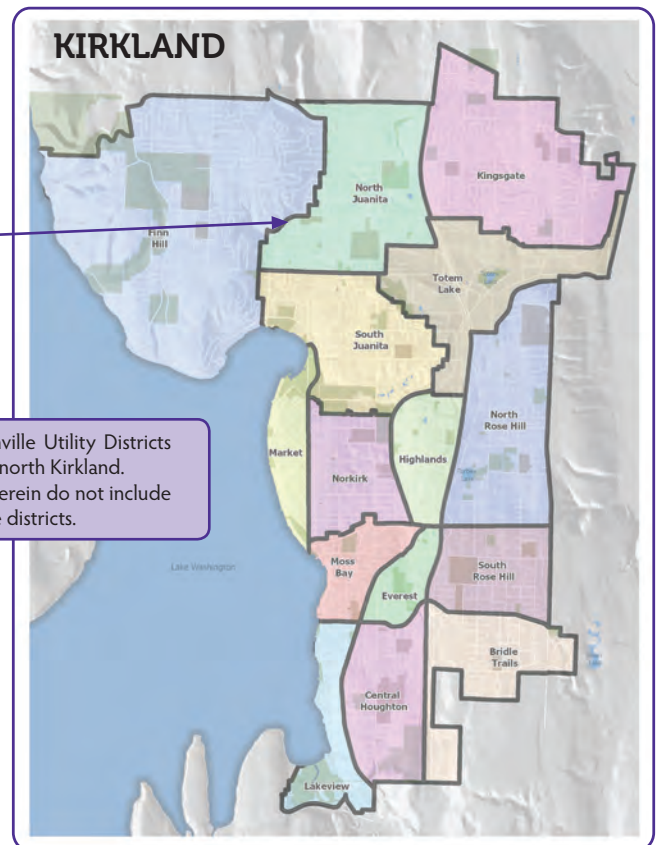 KIRKLAND
Kingsgate
North
Juanita
Finn
Hill
Totem
Lake
South
Juanita
North
Rose Hill
Market
Norkirk
Highlands
ville Utility Districts
north Kirkland.
erein do not include
e districts.
Lake Washington
Moss
Bay
Everest
South
Rose Hill
Bridle
Trails
Central
Houghton
Lakeview